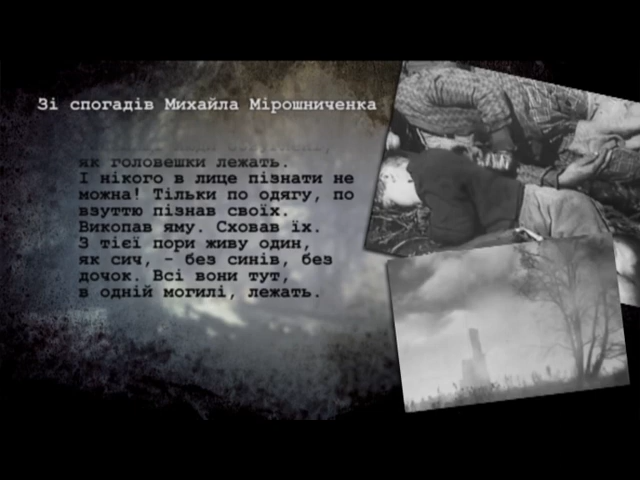 Зі спогадів Михайла Мірошниченка
як головешки лежать.
І нікого в лице пізнати не
можна! Тільки по одягу, по
взуттю пізнав своїх.
Викопав яму. Сховав їх.
З тієї пори живу один,
як сич, - без синів, без
дочок. Всі вони тут,
в одній могилі, лежать.